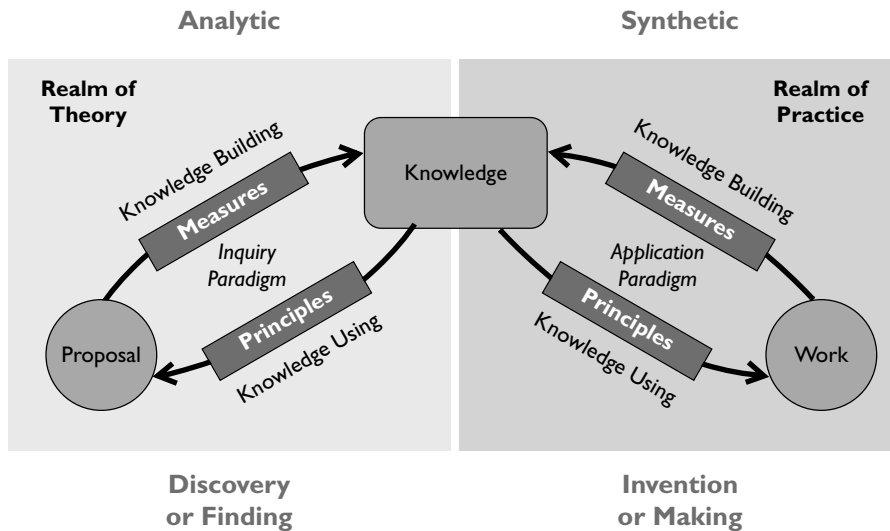 Analytic
Synthetic
Realm of
Theory
Realm of
Practice
Knowledge Building
Measures
Knowledge
Knowledge Building
Measures
Inquiry
Paradigm
Application
Paradigm
Principles
Knowledge Using
Principles
Knowledge Using
Proposal
Work
Discovery
or Finding
Invention
or Making